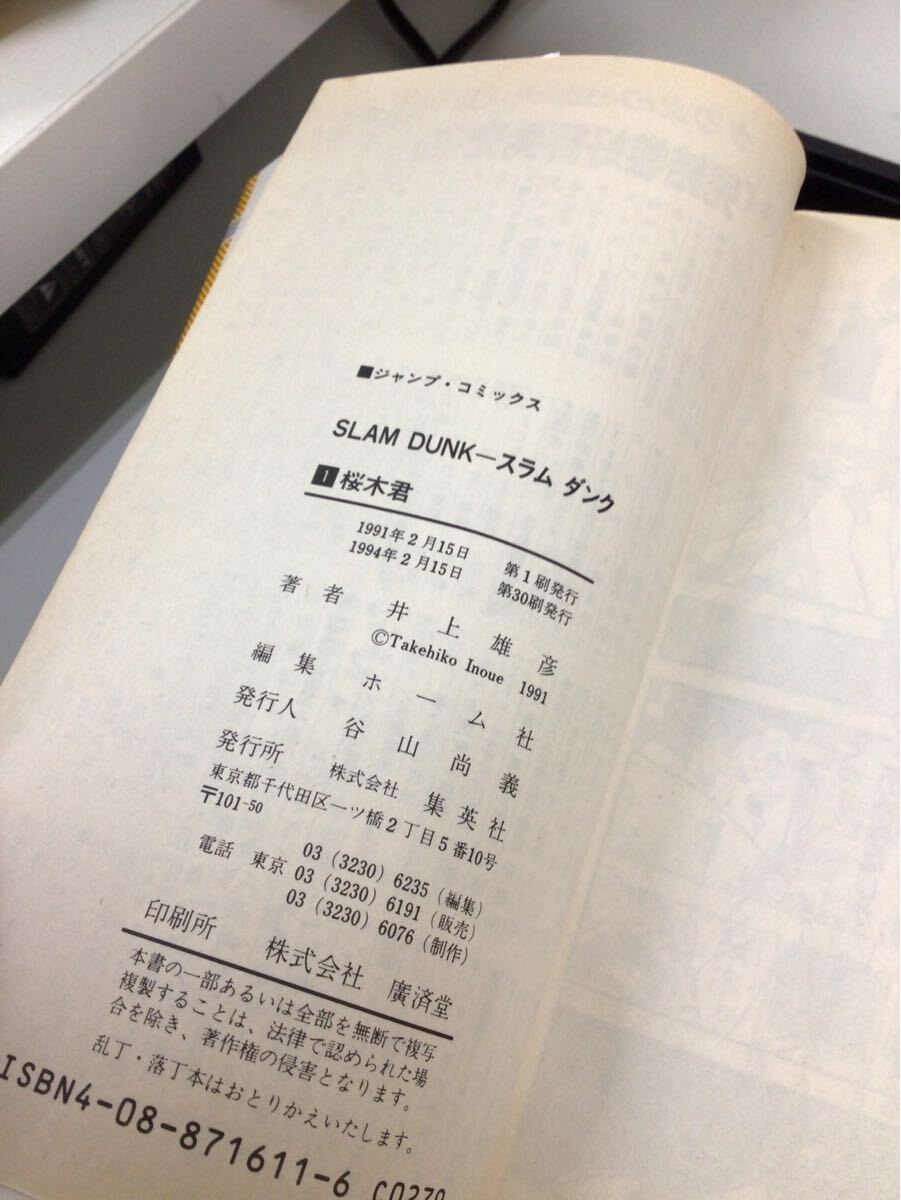 ■ジャンプ・コミックス
SLAM DUNK—スラム ダンク
1 桜木君
1991年2月15日 第1刷発行
1994年2月15日 第30刷発行
著者 井上雄彦
©Takehiko Inoue 1991
編集 ホーム社
発行人 谷山尚義
発行所 株式会社 集英社
東京都千代田区一ツ橋2丁目5番10号
〒101-50
03 (3230) 6235 (編集)
電話 東京 03 (3230) 6191 (販売)
03 (3230) 6076 (制作)
印刷所 株式会社 廣済堂
本書の一部あるいは全部を無断で複写
複製することは、法律で認められた場
合を除き、著作権の侵害となります。
乱丁・落丁本はおとりかえいたします。
ISBN4-08-871611-6 C0279